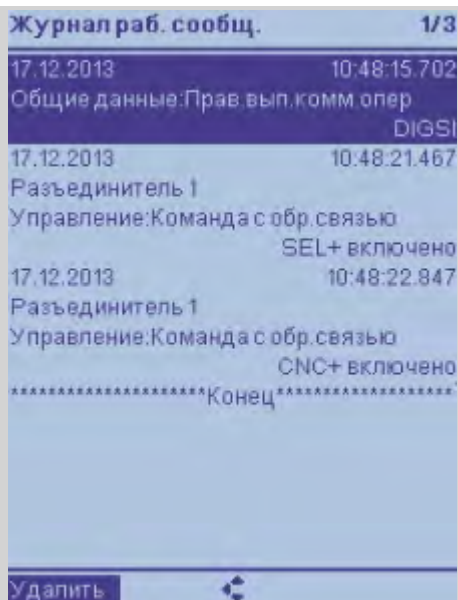 Журнал раб. сообщ. 1/3
17.12.2013 10:48:15.702
Общие данные:Прав.вып.комм.опер
DIGSI
17.12.2013 10:48:21.467
Разъединитель 1
Управление:Команда с обр.связью
SEL+ включено
17.12.2013 10:48:22.847
Разъединитель 1
Управление:Команда с обр.связью
CNC+ включено
*********************Конец*******************
Удалить